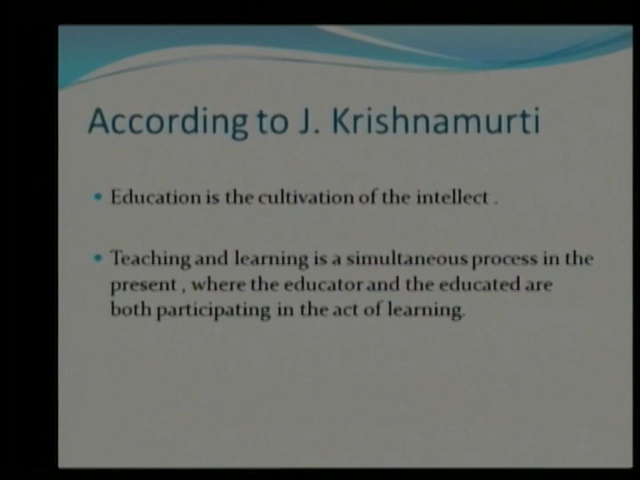 According to J. Krishnamurti
• Education is the cultivation of the intellect .
• Teaching and learning is a simultaneous process in the
present , where the educator and the educated are
both participating in the act of learning.